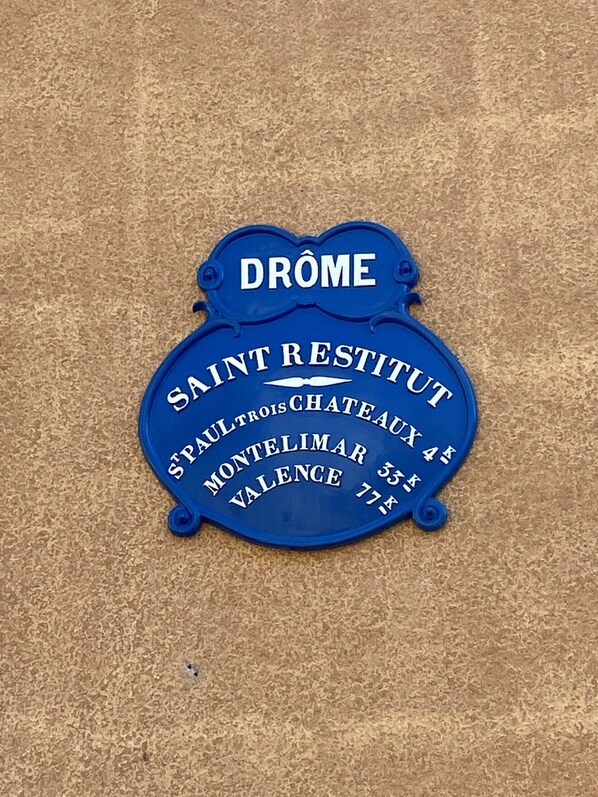 DRÔME
SAINT RESTITUT
ST PAUL TROIS CHATEAUX 4K
MONTELIMAR 33K
VALENCE 77K